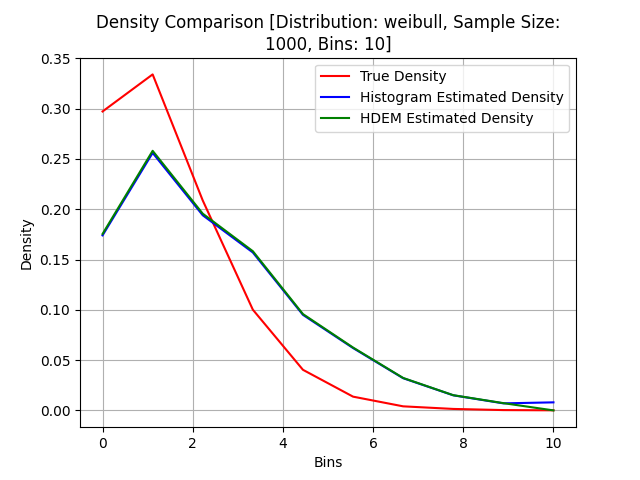 Density Comparison [Distribution: weibull, Sample Size:
1000, Bins: 10]
True Density
Histogram Estimated Density
HDEM Estimated Density
Density
0.35
0.30
0.25
0.20
0.15
0.10
0.05
0.00
0 2 4 6 8 10
Bins